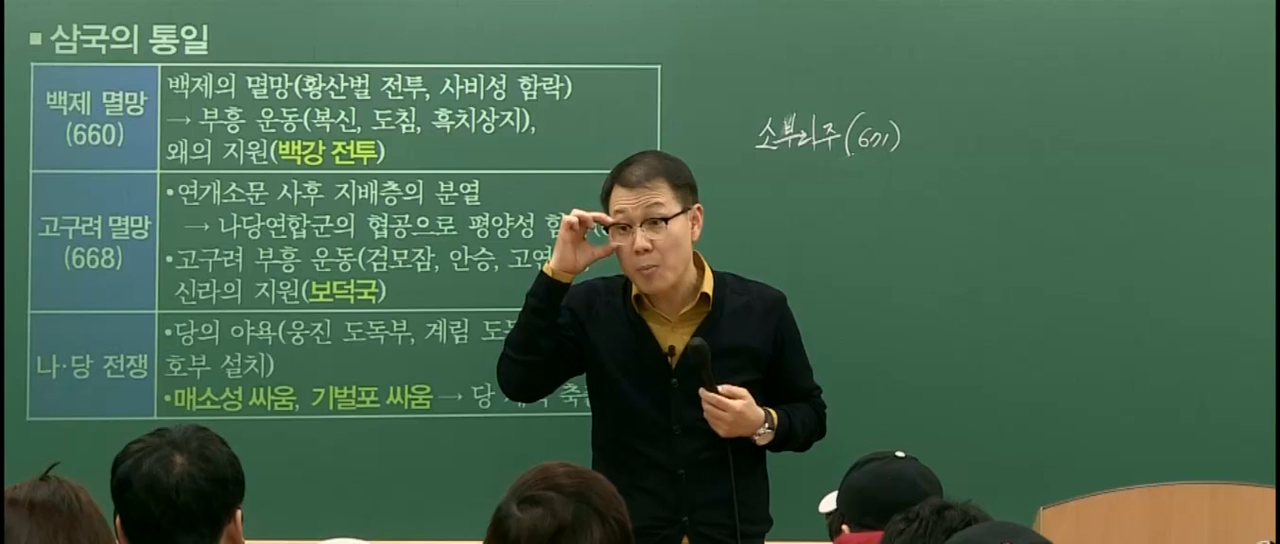 ▪ 삼국의 통일
백제 멸망
(660)
백제의 멸망(황산벌 전투, 사비성 함락)
→ 부흥 운동(복신, 도침, 흑치상지),
왜의 지원(백강 전투)
고구려 멸망
(668)
•연개소문 사후 지배층의 분열
→ 나당연합군의 협공으로 평양성
•고구려 부흥 운동(검모잠, 안승,
신라의 지원(보덕국)
나·당 전쟁
•당의 야욕(웅진 도독부, 계림
호부 설치)
•매소성 싸움, 기벌포 싸움 → 당
소부리주(671)